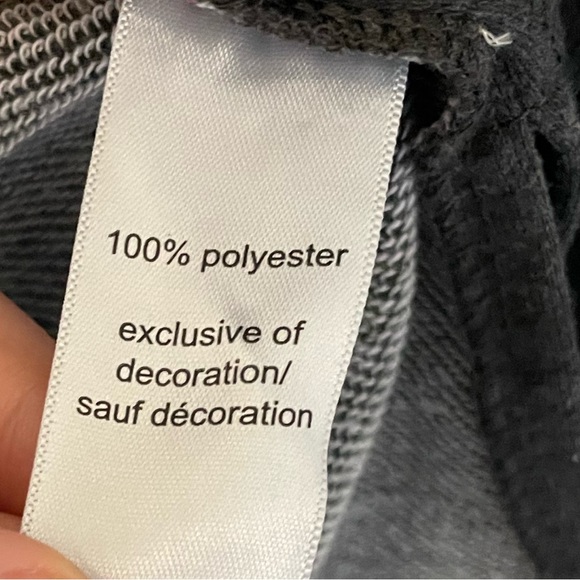 100% polyester
exclusive of
decoration/
sauf décoration